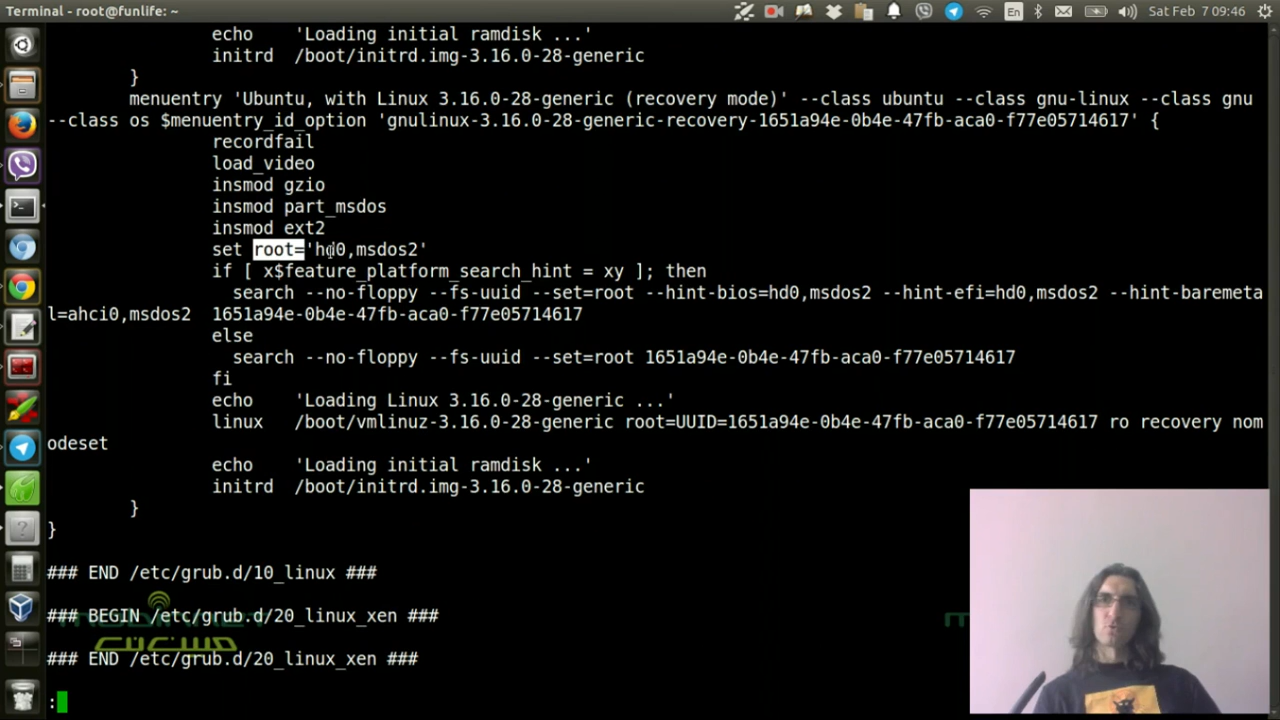 Terminal - root@funlife: ~
En
Sat Feb 7 09:46
echo 'Loading initial ramdisk ...'
initrd /boot/initrd.img-3.16.0-28-generic
}
menuentry 'Ubuntu, with Linux 3.16.0-28-generic (recovery mode)' --class ubuntu --class gnu-linux --class gnu
--class os $menuentry_id_option 'gnulinux-3.16.0-28-generic-recovery-1651a94e-0b4e-47fb-aca0-f77e05714617' {
recordfail
load_video
insmod gzio
insmod part_msdos
insmod ext2
set root='hd0,msdos2'
if [ x$feature_platform_search_hint = xy ]; then
search --no-floppy --fs-uuid --set=root --hint-bios=hd0,msdos2 --hint-efi=hd0,msdos2 --hint-baremeta
l=ahci0,msdos2 1651a94e-0b4e-47fb-aca0-f77e05714617
else
search --no-floppy --fs-uuid --set=root 1651a94e-0b4e-47fb-aca0-f77e05714617
fi
echo 'Loading Linux 3.16.0-28-generic ...'
linux /boot/vmlinuz-3.16.0-28-generic root=UUID=1651a94e-0b4e-47fb-aca0-f77e05714617 ro recovery nom
odeset
echo 'Loading initial ramdisk ...'
initrd /boot/initrd.img-3.16.0-28-generic
}
}
### END /etc/grub.d/10_linux ###
### BEGIN /etc/grub.d/20_linux_xen ###
### END /etc/grub.d/20_linux_xen ###
: